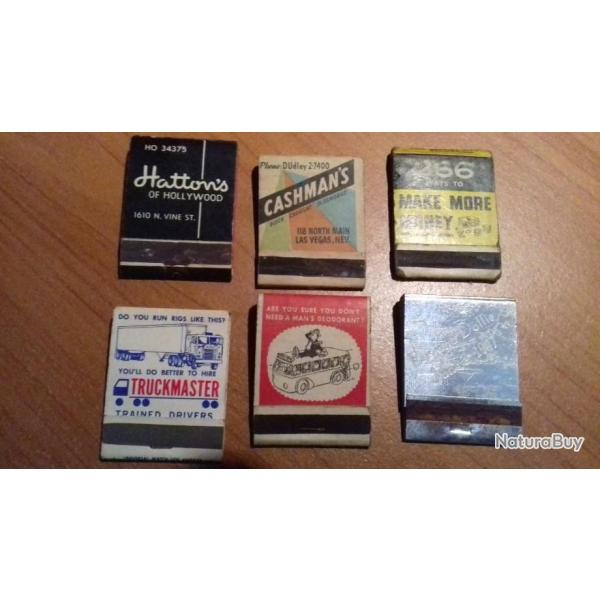 HO 34375
Hatton's
OF HOLLYWOOD
1610 N. VINE ST.
Phone: DUdley 2-7400
CASHMAN'S
118 NORTH MAIN
LAS VEGAS, NEV.
WAYS TO
MAKE MORE
MONEY
DO YOU RUN RIGS LIKE THIS?
YOU'LL DO BETTER TO HIRE
TRUCKMASTER
TRAINED DRIVERS
ARE YOU SURE YOU DON'T
NEED A MAN'S DEODORANT?
NaturaBuy